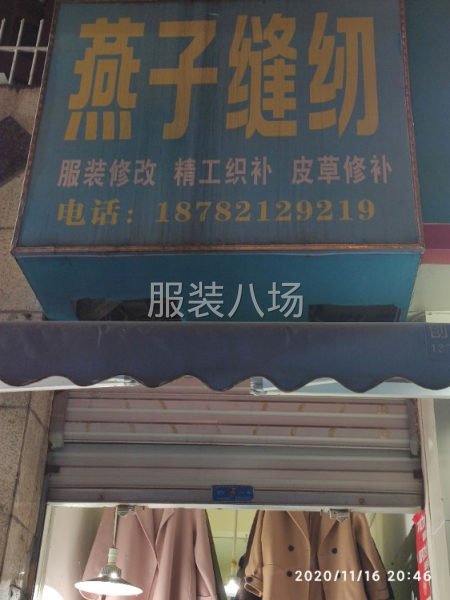 燕子缝纫
服装修改 精工织补 皮草修补
电话：18782129219
服装八场
2020/11/16 20:46